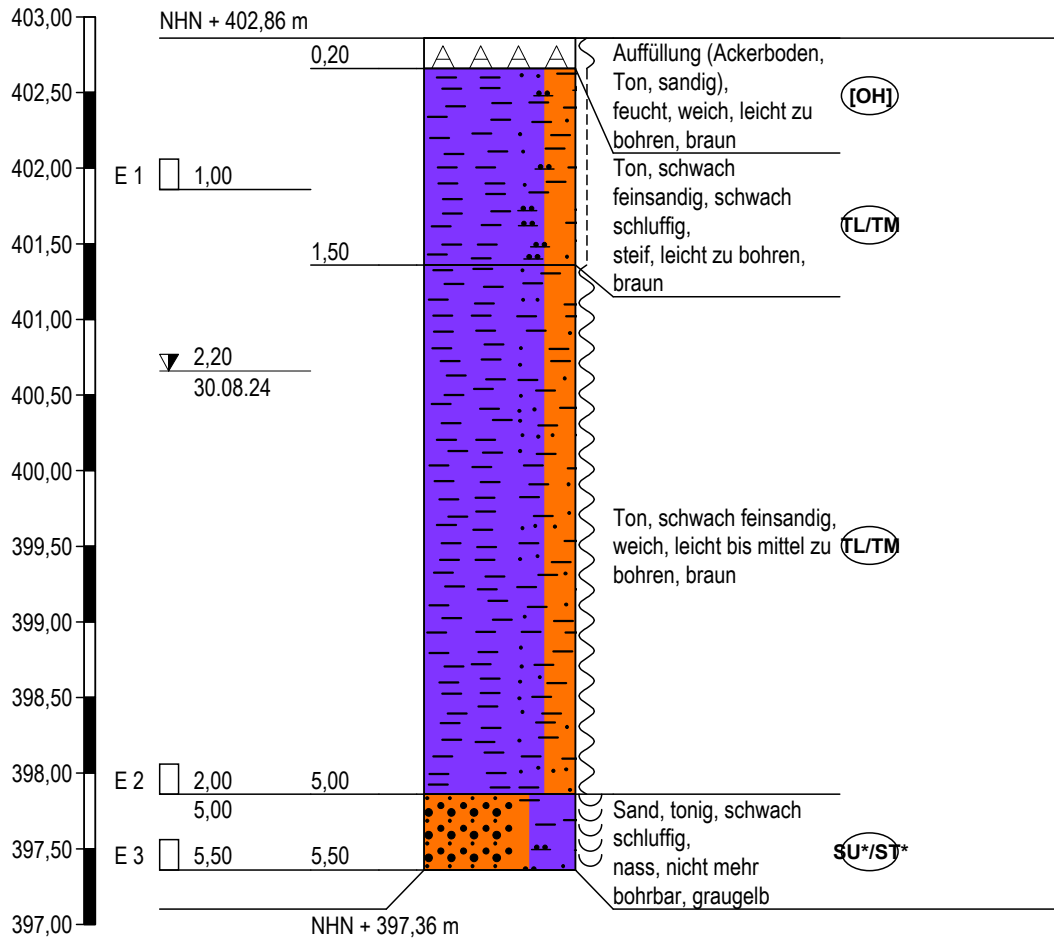 403,00
402,50
402,00
401,50
401,00
400,50
400,00
399,50
399,00
398,50
398,00
397,50
397,00
NHN + 402,86 m
0,20
Auffüllung (Ackerboden,
Ton, sandig),
feucht, weich, leicht zu
bohren, braun
[OH]
E 1
1,00
Ton, schwach
feinsandig, schwach
schluffig,
steif, leicht zu bohren,
braun
TL/TM
1,50
2,20
30.08.24
Ton, schwach feinsandig,
weich, leicht bis mittel zu
bohren, braun
TL/TM
E 2
2,00
5,00
5,00
Sand, tonig, schwach
schluffig,
nass, nicht mehr
bohrbar, graugelb
SU*/ST*
E 3
5,50
5,50
NHN + 397,36 m
A A A A